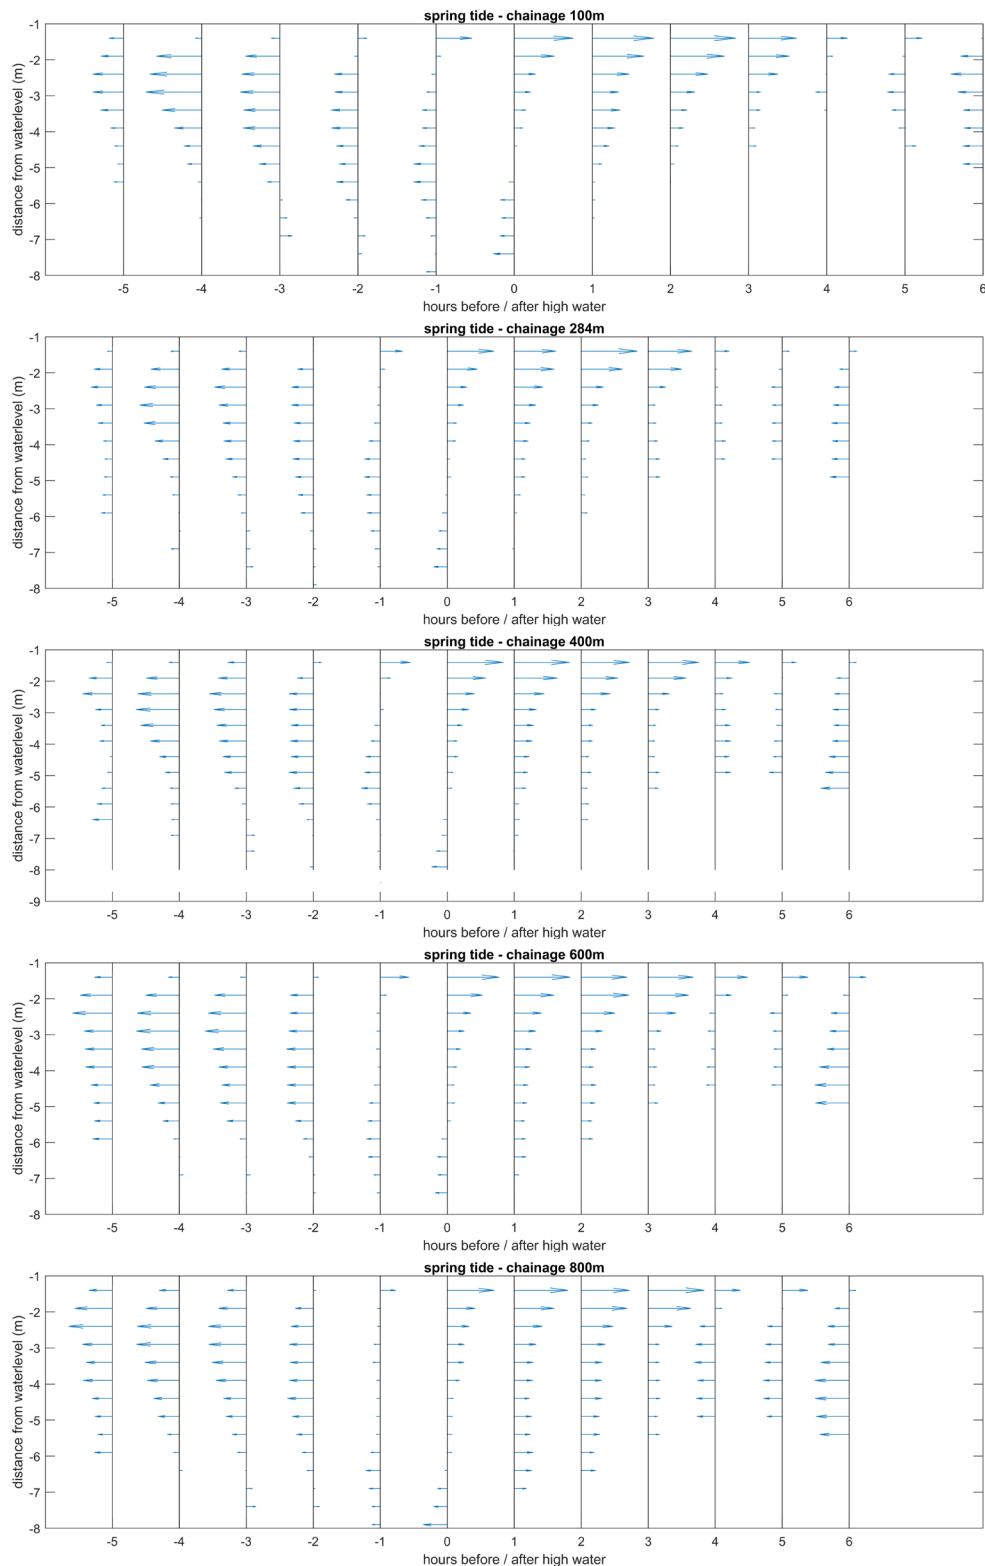 spring tide - chainage 100m
-1
-2
-3
-4
-5
-6
-7
-8
distance from waterlevel (m)
-5 -4 -3 -2 -1 0 1 2 3 4 5 6
hours before / after high water
spring tide - chainage 284m
-1
-2
-3
-4
-5
-6
-7
-8
distance from waterlevel (m)
-5 -4 -3 -2 -1 0 1 2 3 4 5 6
hours before / after high water
spring tide - chainage 400m
-1
-2
-3
-4
-5
-6
-7
-8
-9
distance from waterlevel (m)
-5 -4 -3 -2 -1 0 1 2 3 4 5 6
hours before / after high water
spring tide - chainage 600m
-1
-2
-3
-4
-5
-6
-7
-8
distance from waterlevel (m)
-5 -4 -3 -2 -1 0 1 2 3 4 5 6
hours before / after high water
spring tide - chainage 800m
-1
-2
-3
-4
-5
-6
-7
-8
distance from waterlevel (m)
-5 -4 -3 -2 -1 0 1 2 3 4 5 6
hours before / after high water